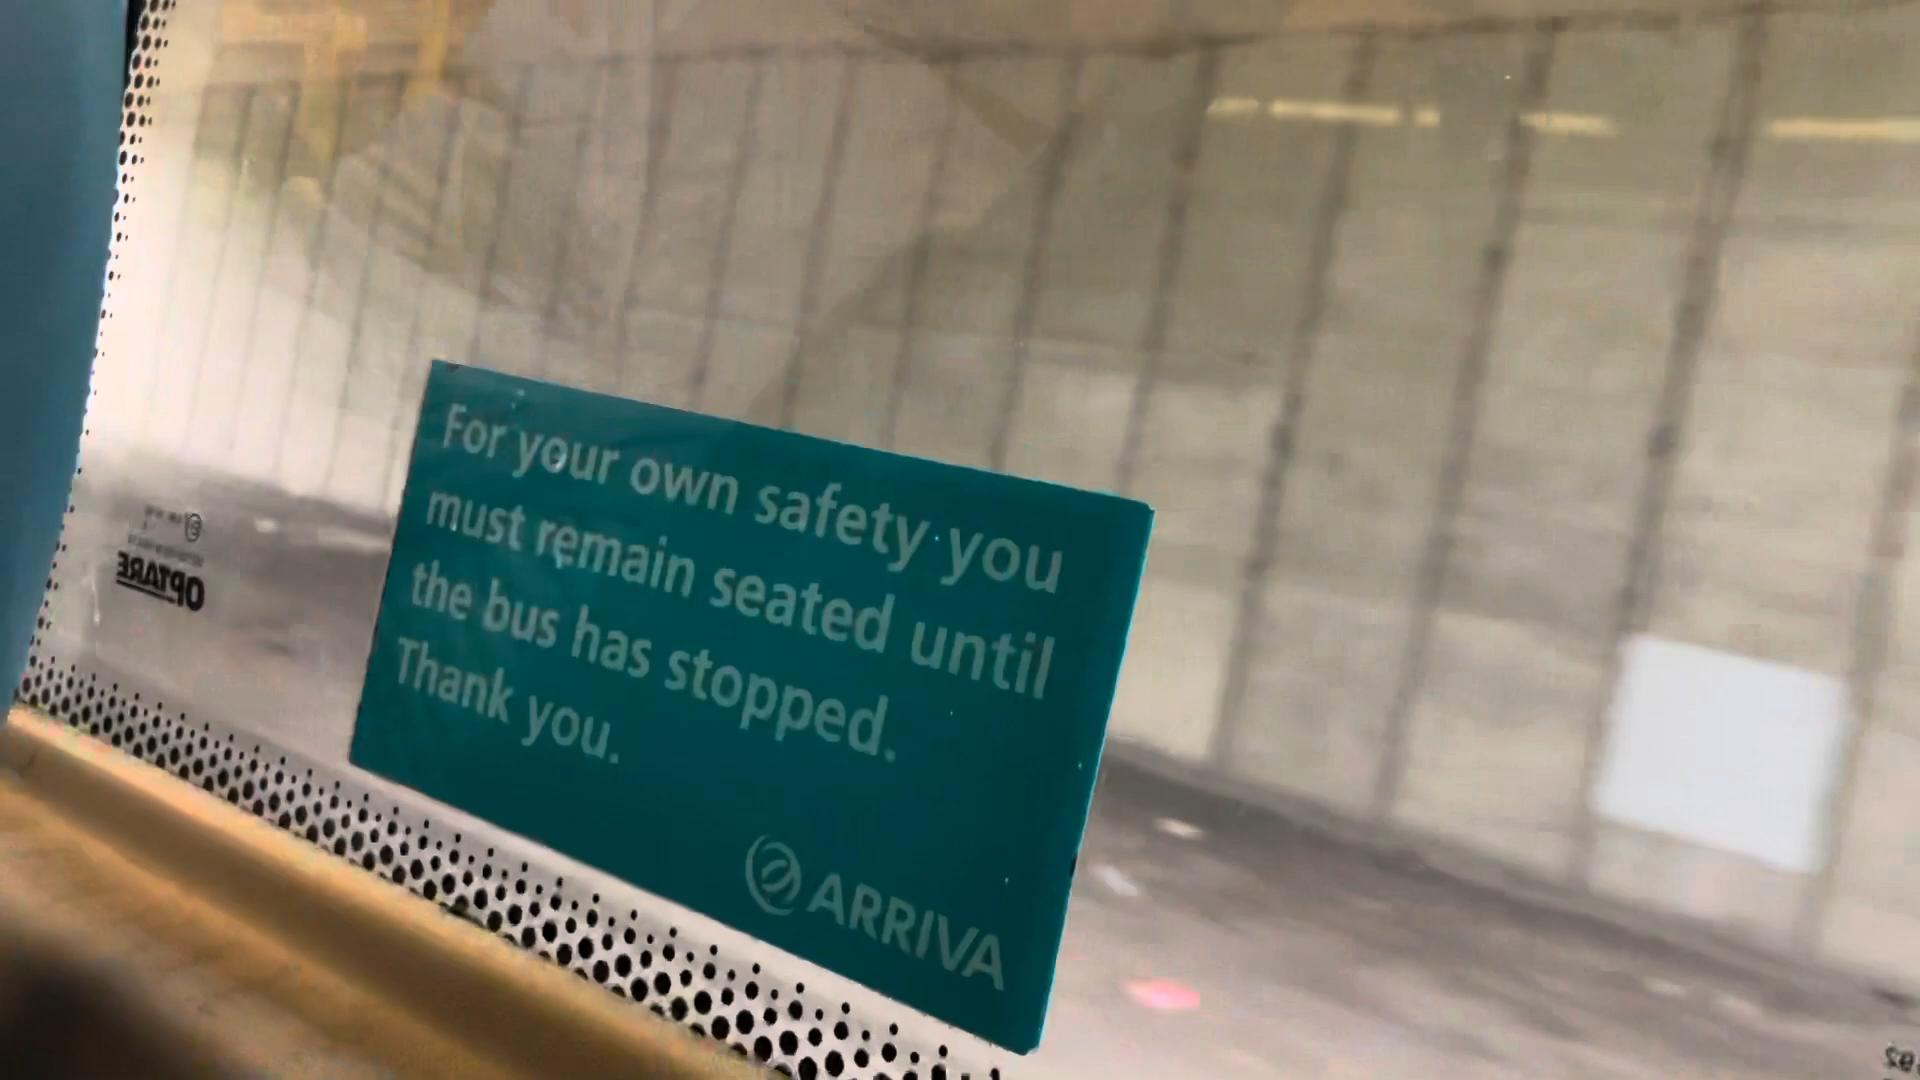 For your own safety you
must remain seated until
the bus has stopped.
Thank you.
ARRIVA
OPTARE